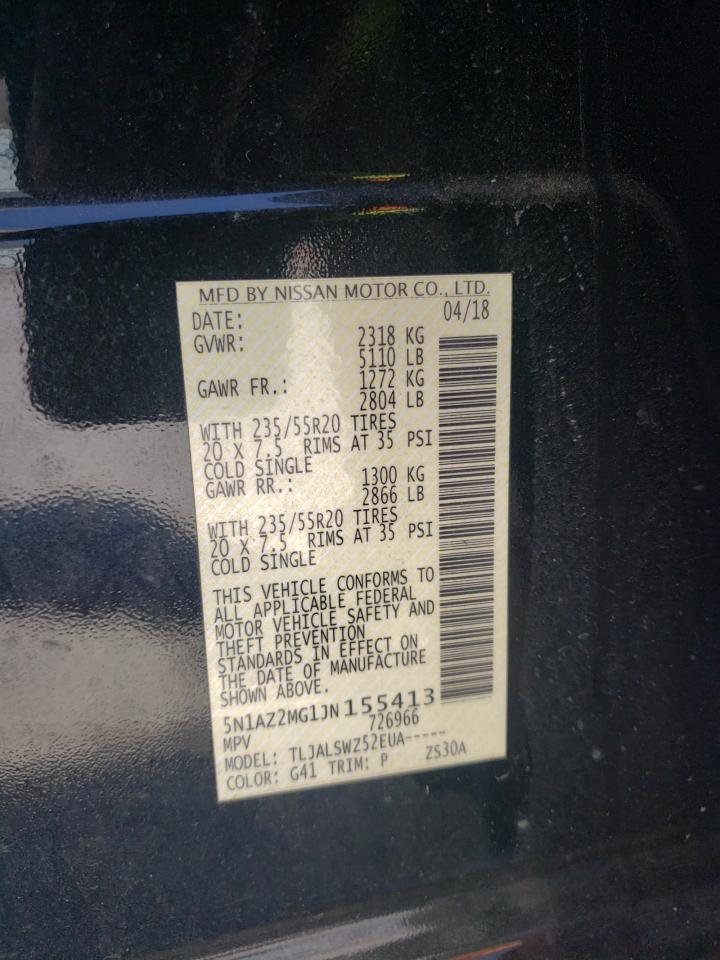 MFD BY NISSAN MOTOR CO., LTD.
DATE: 04/18
GVWR: 2318 KG
5110 LB
GAWR FR.: 1272 KG
2804 LB
WITH 235/55R20 TIRES
20 X 7.5 RIMS AT 35 PSI
COLD SINGLE
GAWR RR.: 1300 KG
2866 LB
WITH 235/55R20 TIRES
20 X 7.5 RIMS AT 35 PSI
COLD SINGLE
THIS VEHICLE CONFORMS TO
ALL APPLICABLE FEDERAL
MOTOR VEHICLE SAFETY AND
THEFT PREVENTION
STANDARDS IN EFFECT ON
THE DATE OF MANUFACTURE
SHOWN ABOVE.
5N1AZ2MG1JN155413
726966
MPV
MODEL: TLJALSWZ52EUA-----
COLOR: G41 TRIM: P ZS30A